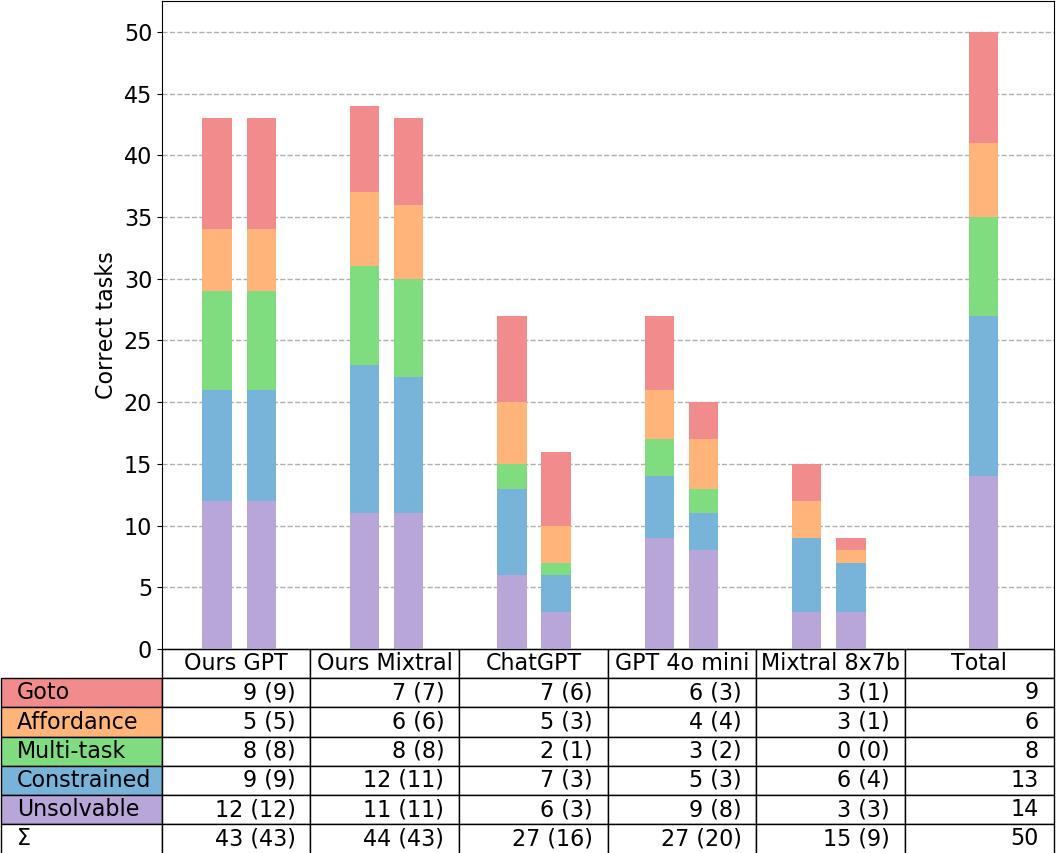 50
45
40
35
30
25
20
15
10
5
0
Correct tasks
Ours GPT Ours Mixtral ChatGPT GPT 4o mini Mixtral 8x7b Total
Goto 9 (9) 7 (7) 7 (6) 6 (3) 3 (1) 9
Affordance 5 (5) 6 (6) 5 (3) 4 (4) 3 (1) 6
Multi-task 8 (8) 8 (8) 2 (1) 3 (2) 0 (0) 8
Constrained 9 (9) 12 (11) 7 (3) 5 (3) 6 (4) 13
Unsolvable 12 (12) 11 (11) 6 (3) 9 (8) 3 (3) 14
Σ 43 (43) 44 (43) 27 (16) 27 (20) 15 (9) 50